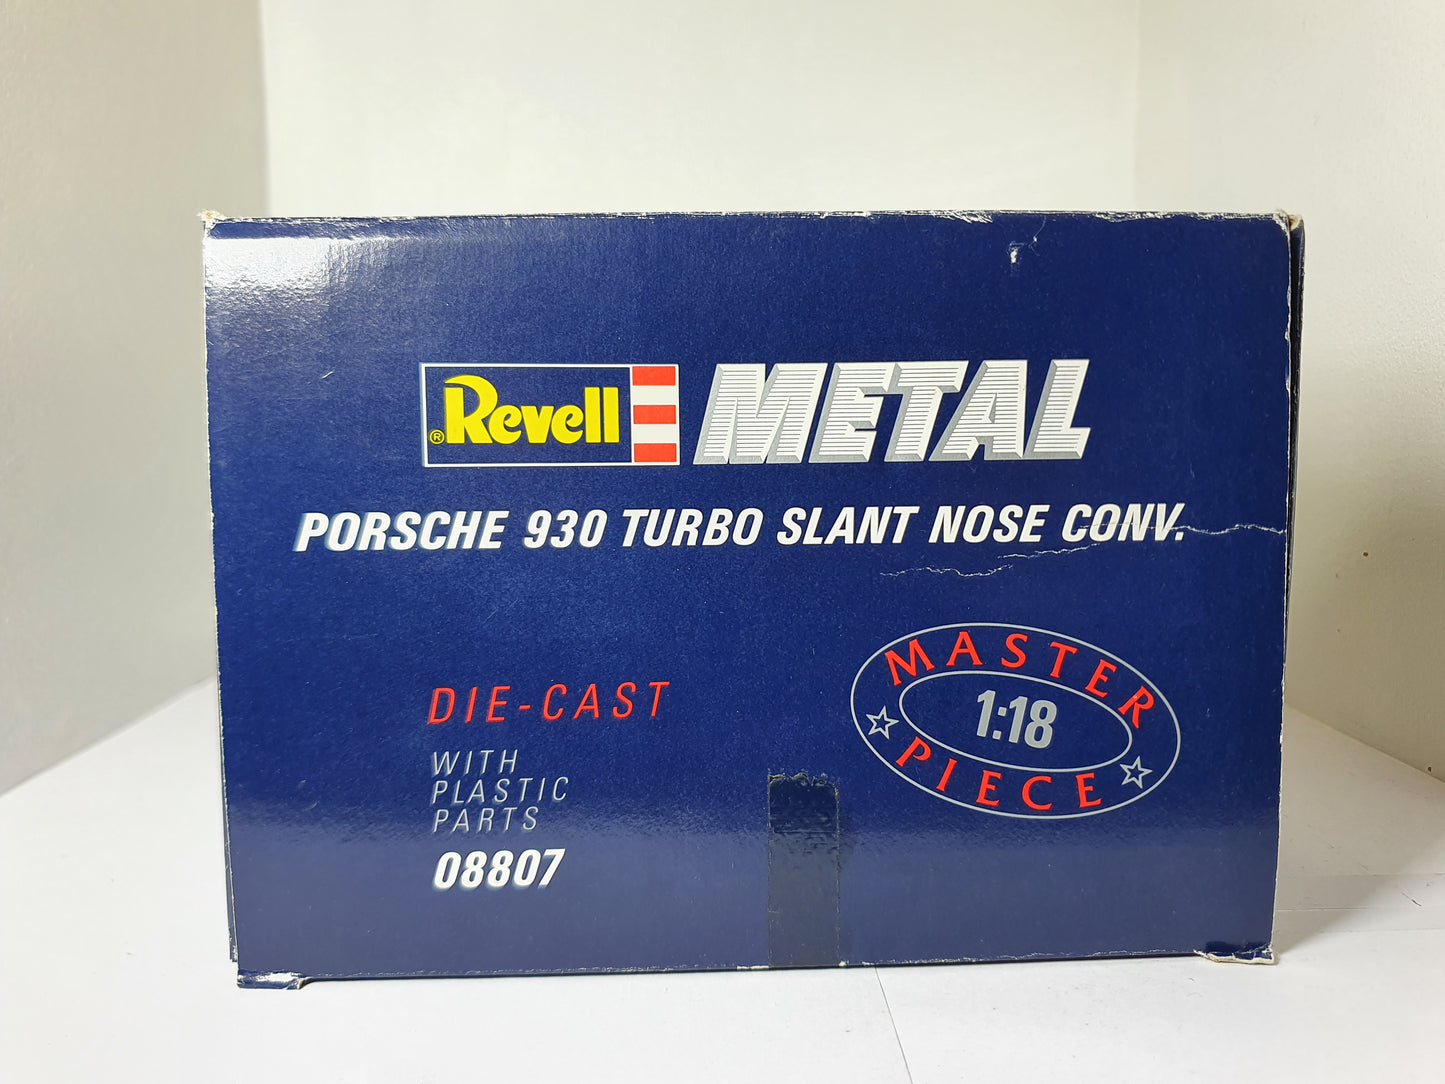 ® Revell METAL
PORSCHE 930 TURBO SLANT NOSE CONV.
DIE-CAST
WITH
PLASTIC
PARTS
08807
MASTER
1:18
PIECE